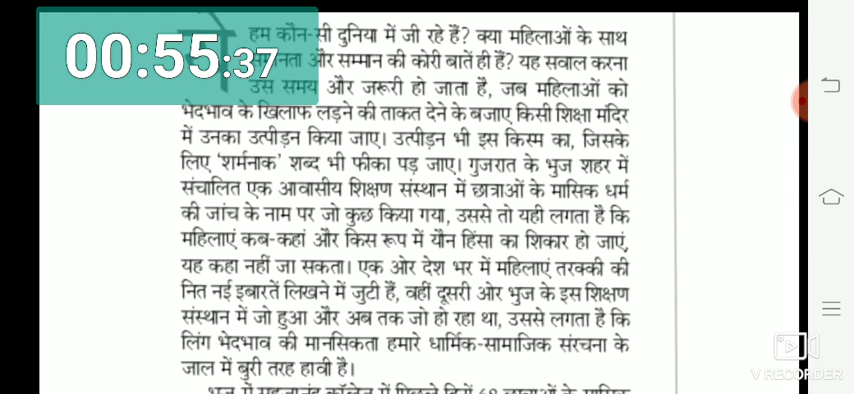 00:55:37
हम कौन-सी दुनिया में जी रहे हैं? क्या महिलाओं के साथ
समानता और सम्मान की कोरी बातें ही हैं? यह सवाल करना
उस समय और जरूरी हो जाता है, जब महिलाओं को
भेदभाव के खिलाफ लड़ने की ताकत देने के बजाए किसी शिक्षा मंदिर
में उनका उत्पीड़न किया जाए। उत्पीड़न भी इस किस्म का, जिसके
लिए ‘शर्मनाक’ शब्द भी फीका पड़ जाए। गुजरात के भुज शहर में
संचालित एक आवासीय शिक्षण संस्थान में छात्राओं के मासिक धर्म
की जांच के नाम पर जो कुछ किया गया, उससे तो यही लगता है कि
महिलाएं कब-कहां और किस रूप में यौन हिंसा का शिकार हो जाएं,
यह कहा नहीं जा सकता। एक ओर देश भर में महिलाएं तरक्की की
नित नई इबारतें लिखने में जुटी हैं, वहीं दूसरी ओर भुज के इस शिक्षण
संस्थान में जो हुआ और अब तक जो हो रहा था, उससे लगता है कि
लिंग भेदभाव की मानसिकता हमारे धार्मिक-सामाजिक संरचना के
जाल में बुरी तरह हावी है।
V RECORDER